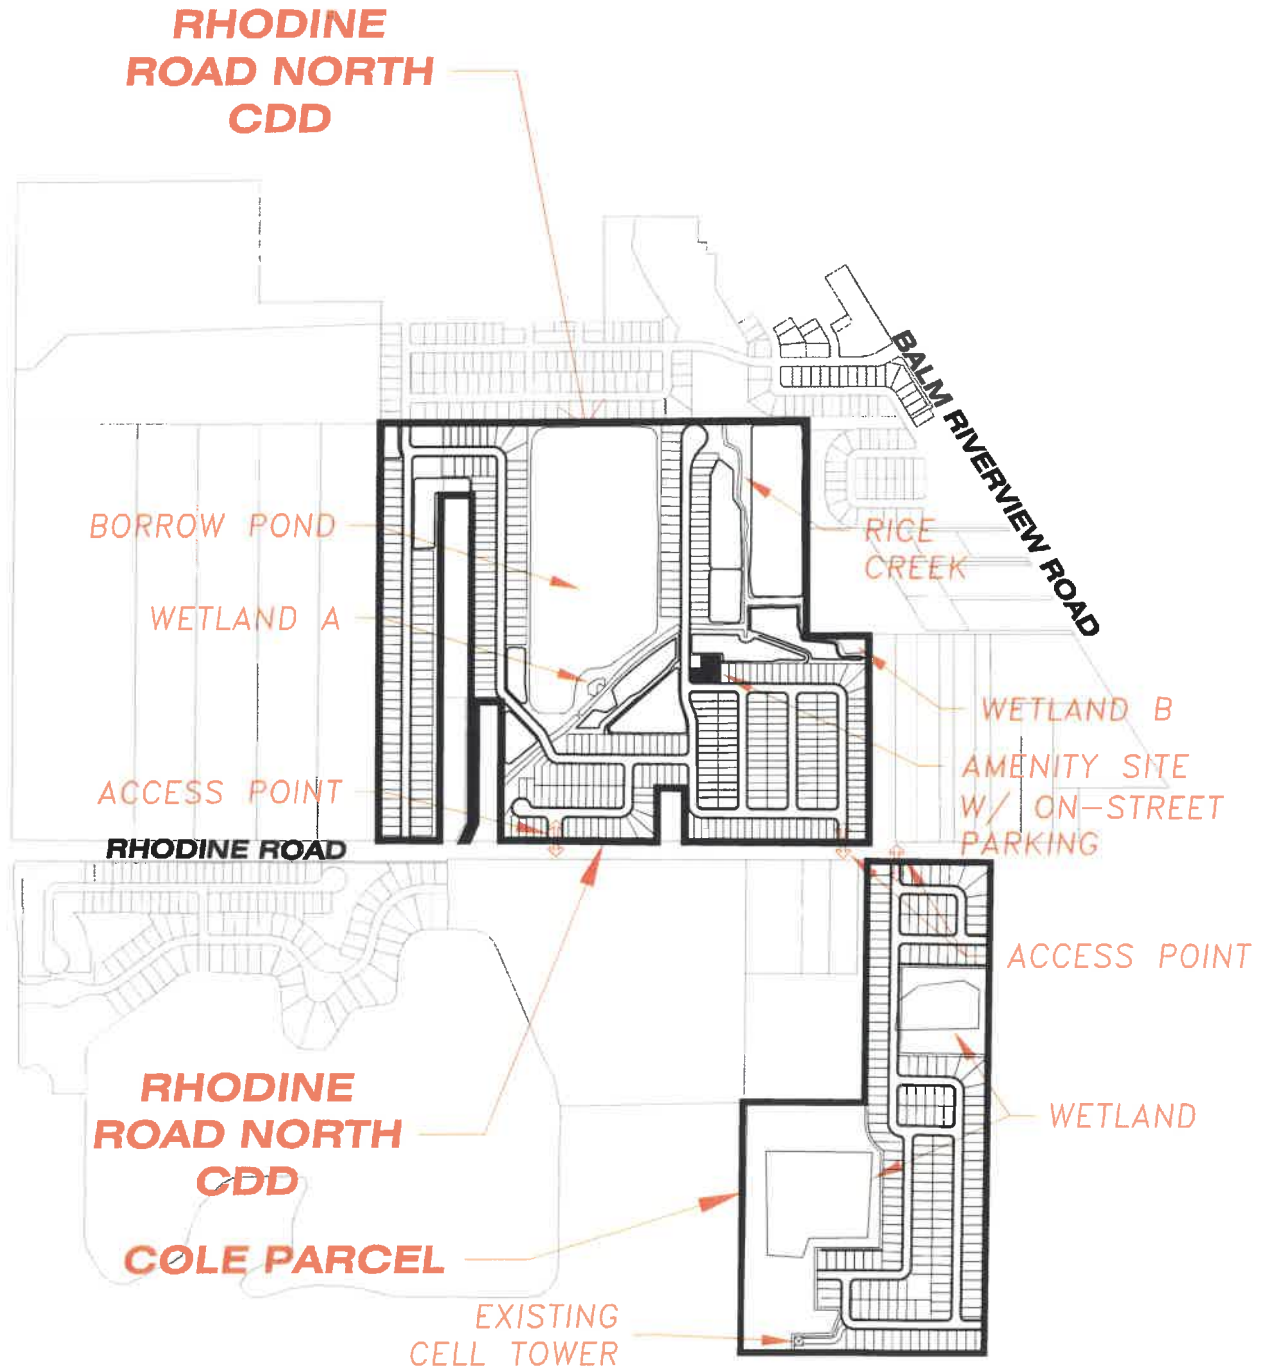 RHODINE
ROAD NORTH
CDD
BALM RIVERVIEW ROAD
BORROW POND
RICE
CREEK
WETLAND A
WETLAND B
AMENITY SITE
W/ ON-STREET
PARKING
ACCESS POINT
RHODINE ROAD
ACCESS POINT
RHODINE
ROAD NORTH
CDD
WETLAND
COLE PARCEL
EXISTING
CELL TOWER